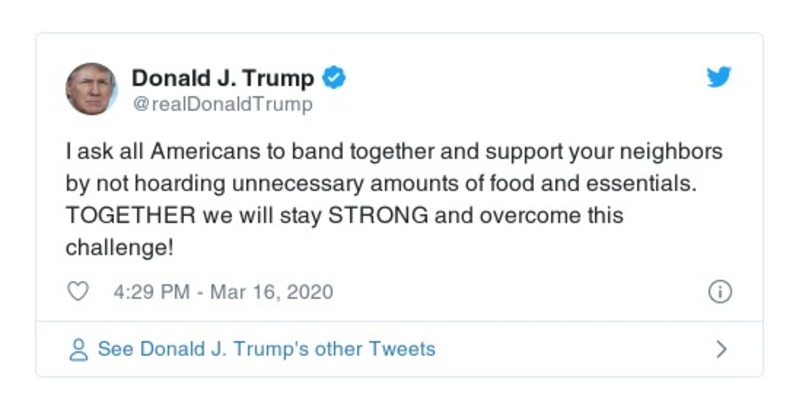 Donald J. Trump
@realDonaldTrump
I ask all Americans to band together and support your neighbors
by not hoarding unnecessary amounts of food and essentials.
TOGETHER we will stay STRONG and overcome this
challenge!
4:29 PM - Mar 16, 2020
See Donald J. Trump's other Tweets